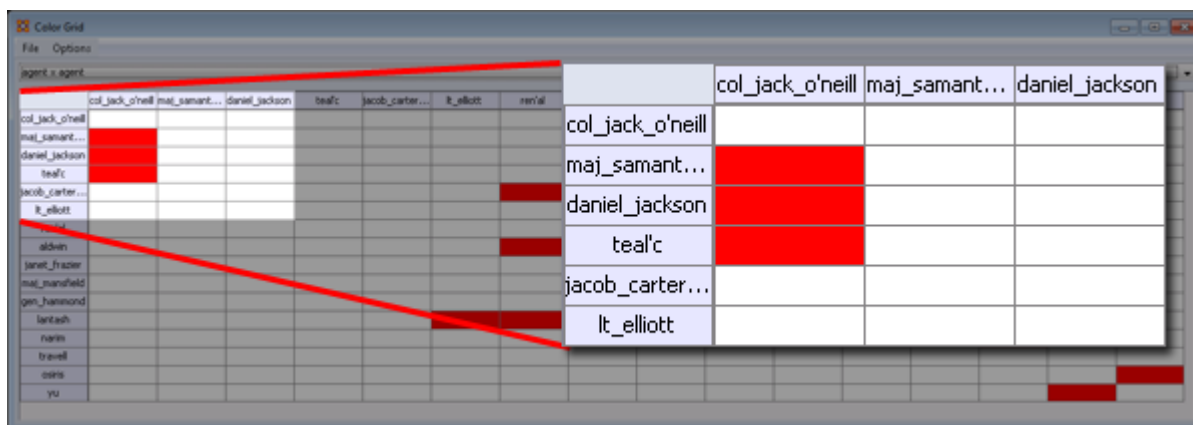 Color Grid
File Options
agent x agent
col_jack_o'neill maj_samant... daniel_jackson teal'c jacob_carter... lt_elliott ren'al
col_jack_o'neill
maj_samant...
daniel_jackson
teal'c
jacob_carter...
lt_elliott
aldwin
janet_frazier
maj_mansfield
gen_hammond
lantash
narim
travell
osiris
yu
col_jack_o'neill maj_samant... daniel_jackson
col_jack_o'neill
maj_samant...
daniel_jackson
teal'c
jacob_carter...
lt_elliott